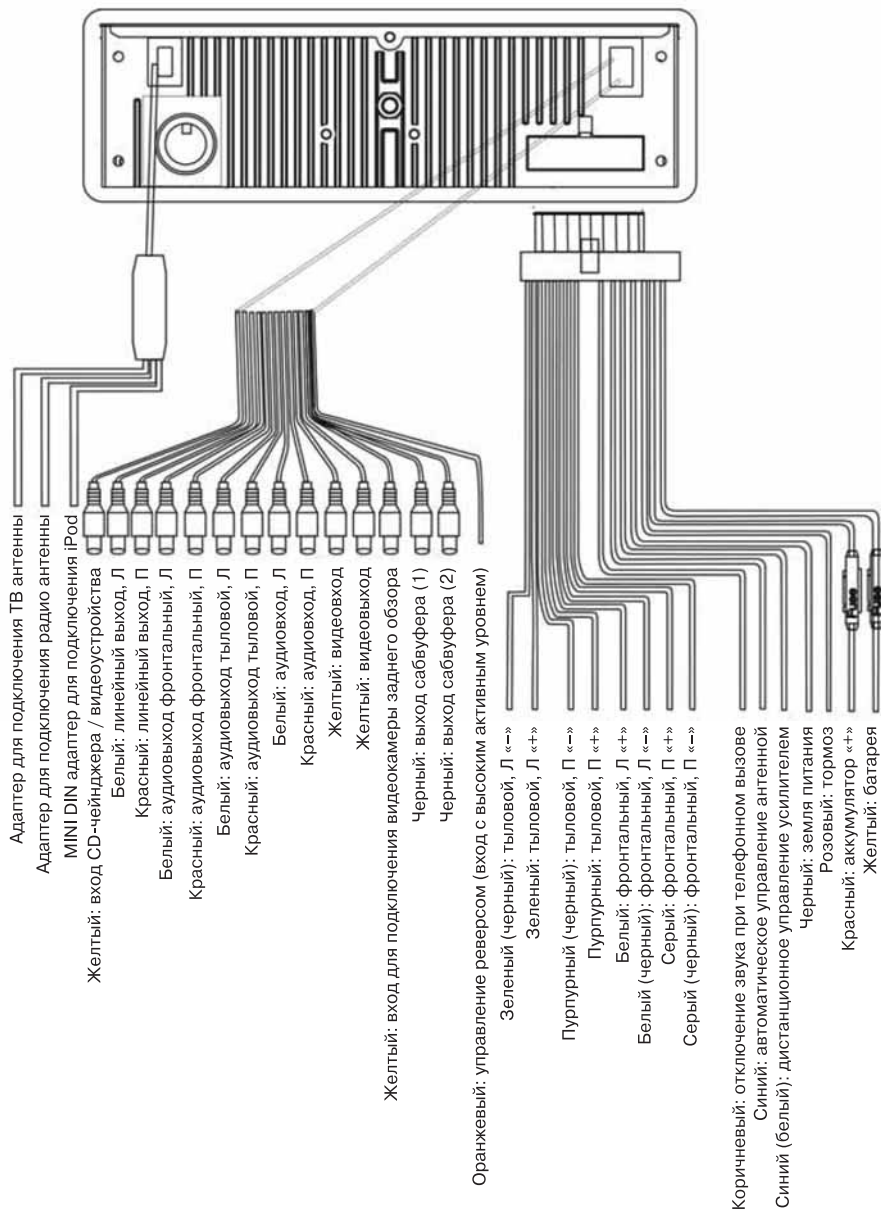 Адаптер для подключения ТВ антенны
Адаптер для подключения радио антенны
MINI DIN адаптер для подключения iPod
Желтый: вход CD-чейнджера / видеоустройства
Белый: линейный выход, Л
Красный: линейный выход, П
Белый: аудиовыход фронтальный, Л
Красный: аудиовыход фронтальный, П
Белый: аудиовыход тыловой, Л
Красный: аудиовыход тыловой, П
Белый: аудиовход, Л
Красный: аудиовход, П
Желтый: видеовход
Желтый: видеовыход
Желтый: вход для подключения видеокамеры заднего обзора
Черный: выход сабвуфера (1)
Черный: выход сабвуфера (2)
Оранжевый: управление реверсом (вход с высоким активным уровнем)
Зеленый (черный): тыловой, Л «–»
Зеленый: тыловой, Л «+»
Пурпурный (черный): тыловой, П «–»
Пурпурный: тыловой, П «+»
Белый: фронтальный, Л «+»
Белый (черный): фронтальный, Л «–»
Серый: фронтальный, П «+»
Серый (черный): фронтальный, П «–»
Коричневый: отключение звука при телефонном вызове
Синий: автоматическое управление антенной
Синий (белый): дистанционное управление усилителем
Черный: земля питания
Розовый: тормоз
Красный: аккумулятор «+»
Желтый: батарея
Fuse
Fuse